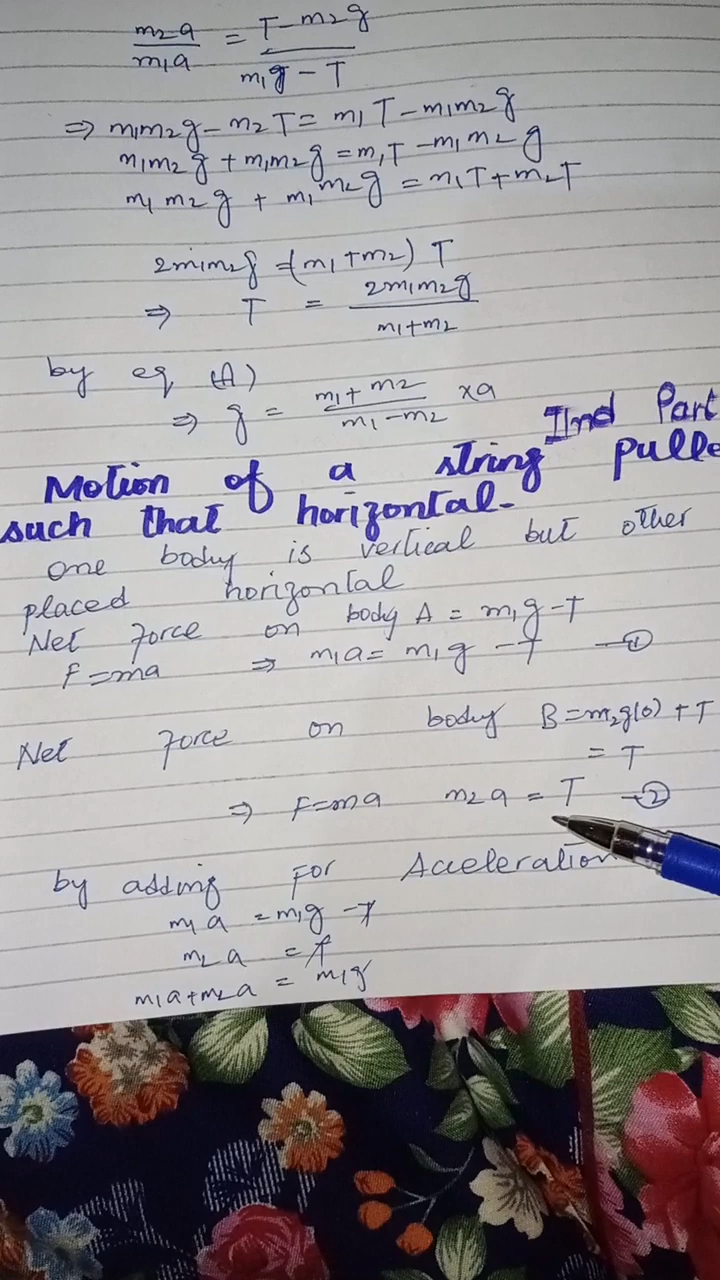 m₂a / m₁a = T - m₂g / m₁g - T
⇒ m₁m₂g - m₂T = m₁T - m₁m₂g
m₁m₂g + m₁m₂g = m₁T - m₁m₂g
m₁m₂g + m₁m₂g = m₁T + m₂T
2m₁m₂g = (m₁ + m₂) T
⇒ T = 2m₁m₂g / m₁ + m₂
by eq (A)
⇒ g = m₁ + m₂ / m₁ - m₂ × a
IInd Part
Motion of a string pulle
such that horizontal.
one body is vertical but other
placed horizontal
Net force on body A = m₁g - T
F = ma ⇒ m₁a = m₁g - T —①
Net force on body B = m₂g(0) + T
= T
⇒ F = ma m₂a = T —②
by adding For Acceleration
m₁a = m₁g - T
m₂a = T
m₁a + m₂a = m₁g